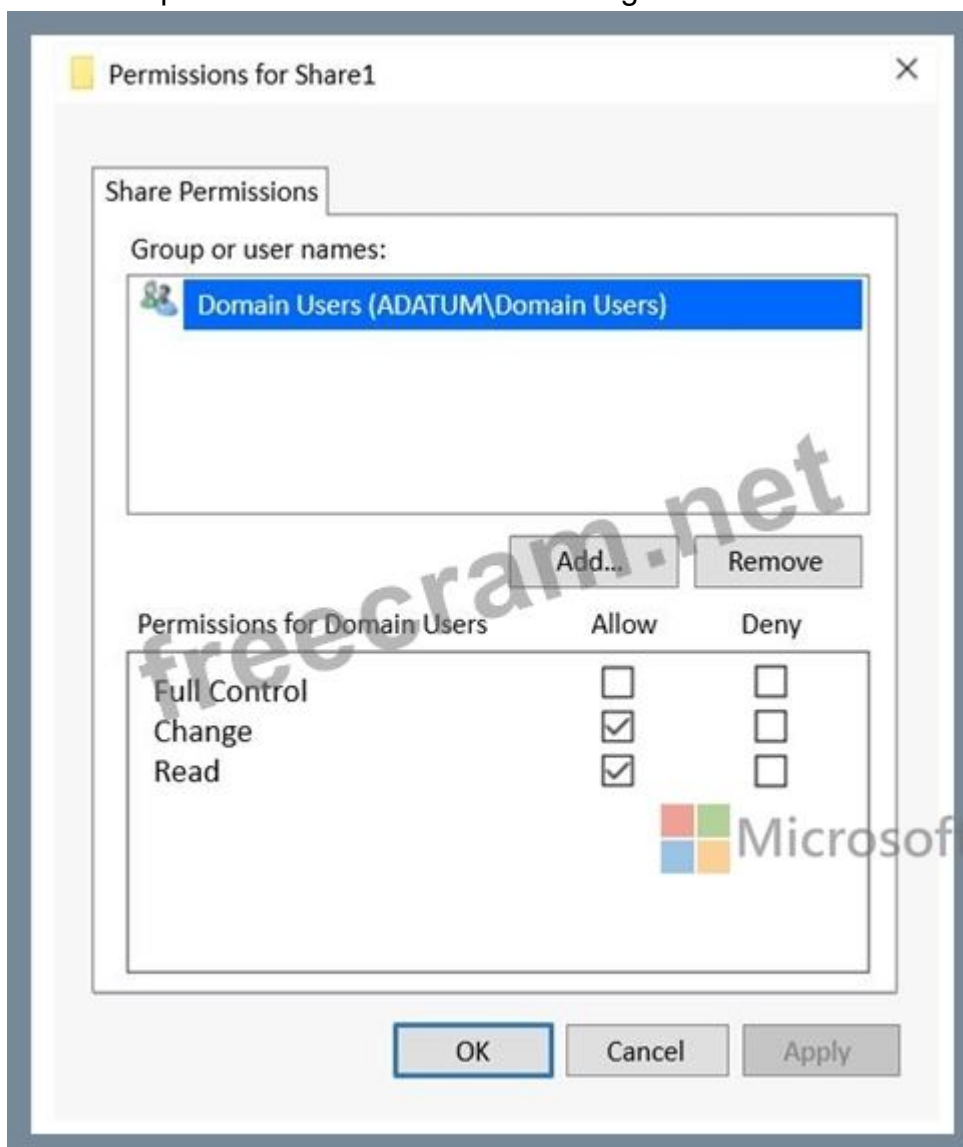 Permissions for Share1
Share Permissions
Group or user names:
Domain Users (ADATUM\Domain Users)
Add...
Remove
Permissions for Domain Users Allow Deny
Full Control
Change
Read
freecram.net
Microsoft
OK Cancel Apply